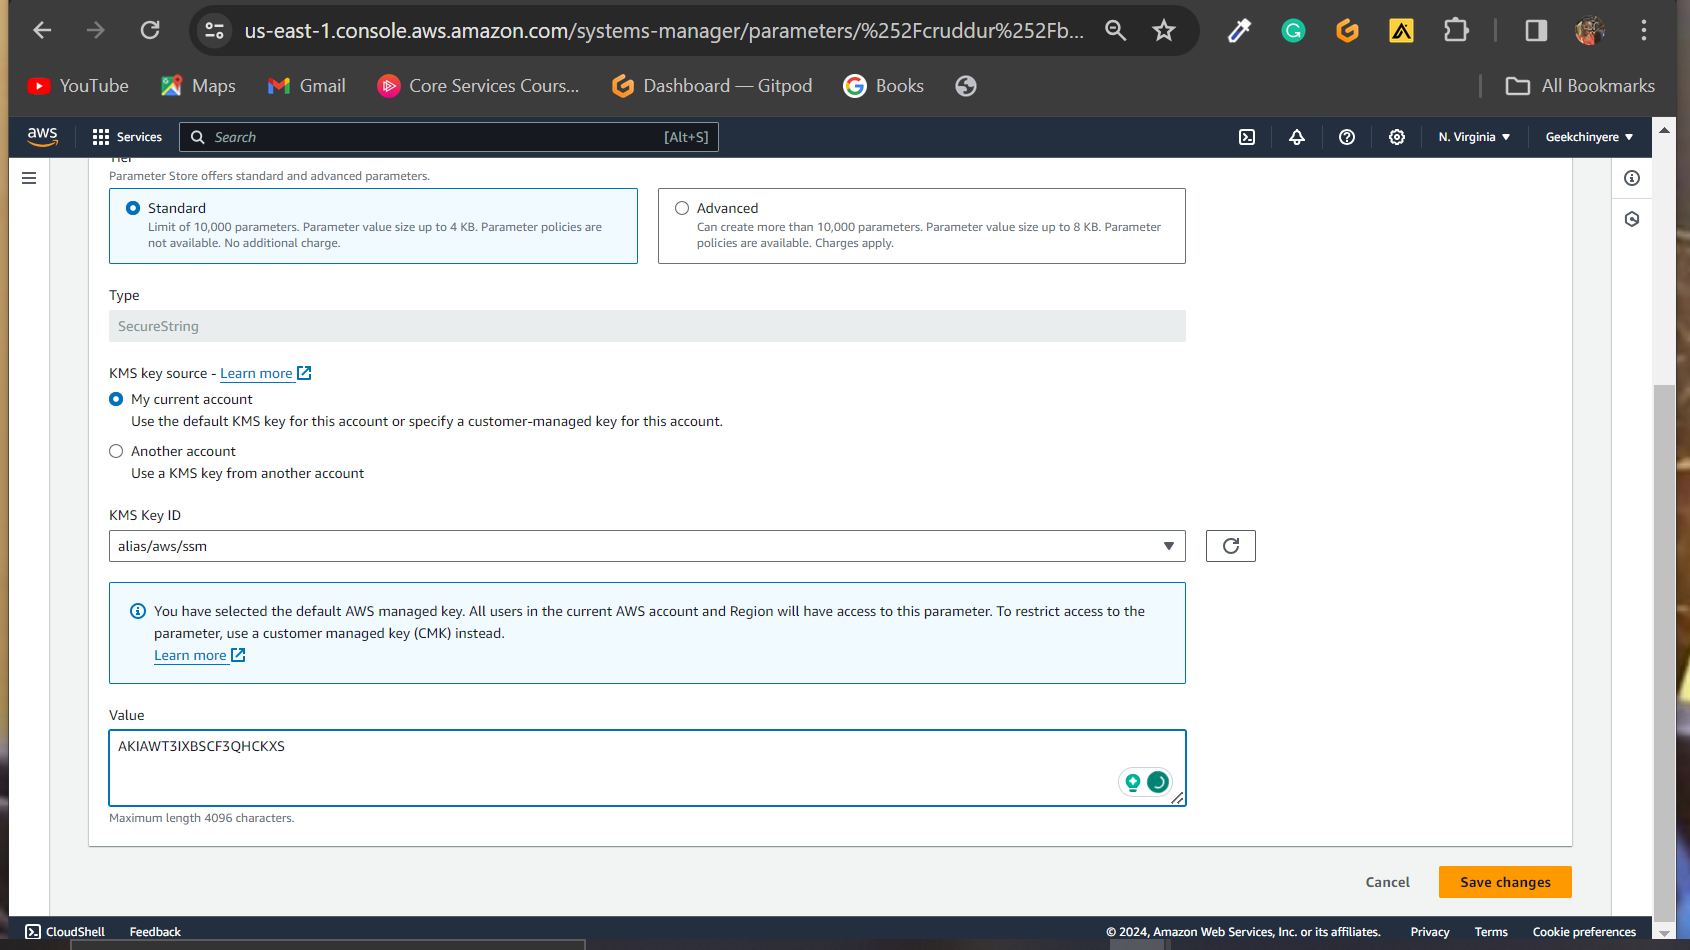 us-east-1.console.aws.amazon.com/systems-manager/parameters/%252Fcruddur%252Fb...
YouTube Maps Gmail Core Services Cours... Dashboard — Gitpod Books All Bookmarks
aws Services Search [Alt+S] N. Virginia Geekchinyere
Tier
Parameter Store offers standard and advanced parameters.
Standard
Limit of 10,000 parameters. Parameter value size up to 4 KB. Parameter policies are
not available. No additional charge.
Advanced
Can create more than 10,000 parameters. Parameter value size up to 8 KB. Parameter
policies are available. Charges apply.
Type
SecureString
KMS key source - Learn more
My current account
Use the default KMS key for this account or specify a customer-managed key for this account.
Another account
Use a KMS key from another account
KMS Key ID
alias/aws/ssm
You have selected the default AWS managed key. All users in the current AWS account and Region will have access to this parameter. To restrict access to the
parameter, use a customer managed key (CMK) instead.
Learn more
Value
AKIAWT3IXBSCF3QHCKXS
Maximum length 4096 characters.
Cancel Save changes
CloudShell Feedback © 2024, Amazon Web Services, Inc. or its affiliates. Privacy Terms Cookie preferences